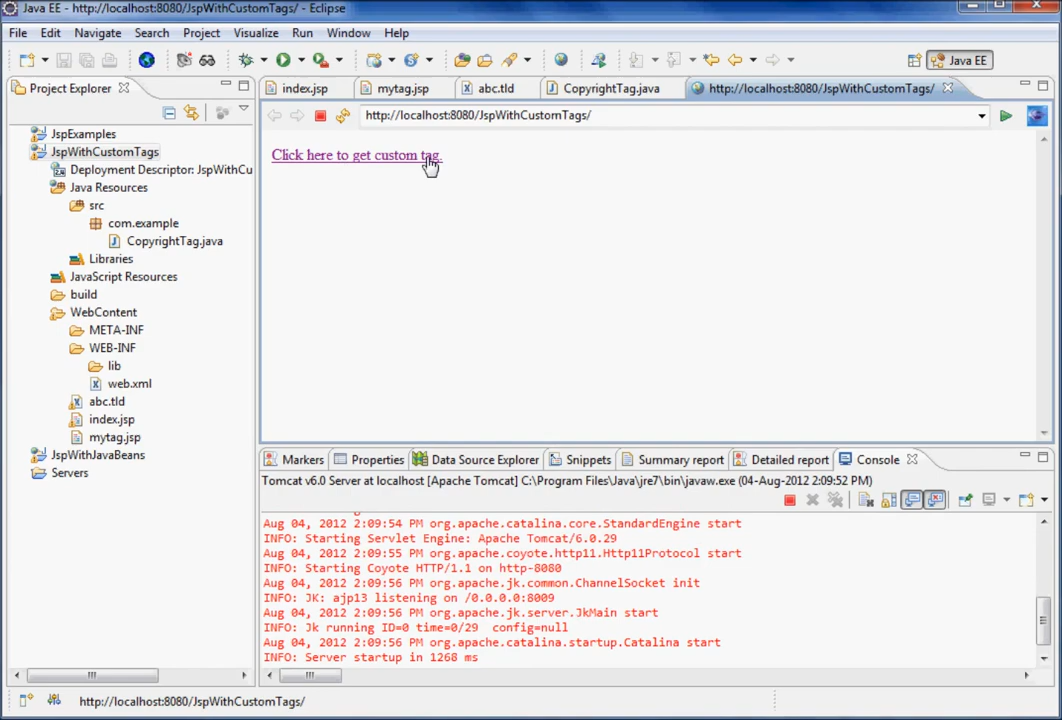 Java EE - http://localhost:8080/JspWithCustomTags/ - Eclipse
File Edit Navigate Search Project Visualize Run Window Help
Java EE
Project Explorer
index.jsp mytag.jsp abc.tld CopyrightTag.java http://localhost:8080/JspWithCustomTags/
http://localhost:8080/JspWithCustomTags/
Click here to get custom tag.
JspExamples
JspWithCustomTags
Deployment Descriptor: JspWithCu
Java Resources
src
com.example
CopyrightTag.java
Libraries
JavaScript Resources
build
WebContent
META-INF
WEB-INF
lib
web.xml
abc.tld
index.jsp
mytag.jsp
JspWithJavaBeans
Servers
Markers Properties Data Source Explorer Snippets Summary report Detailed report Console
Tomcat v6.0 Server at localhost [Apache Tomcat] C:\Program Files\Java\jre7\bin\javaw.exe (04-Aug-2012 2:09:52 PM)
Aug 04, 2012 2:09:54 PM org.apache.catalina.core.StandardEngine start
INFO: Starting Servlet Engine: Apache Tomcat/6.0.29
Aug 04, 2012 2:09:55 PM org.apache.coyote.http11.Http11Protocol start
INFO: Starting Coyote HTTP/1.1 on http-8080
Aug 04, 2012 2:09:56 PM org.apache.jk.common.ChannelSocket init
INFO: JK: ajp13 listening on /0.0.0.0:8009
Aug 04, 2012 2:09:56 PM org.apache.jk.server.JkMain start
INFO: Jk running ID=0 time=0/29 config=null
Aug 04, 2012 2:09:56 PM org.apache.catalina.startup.Catalina start
INFO: Server startup in 1268 ms
http://localhost:8080/JspWithCustomTags/